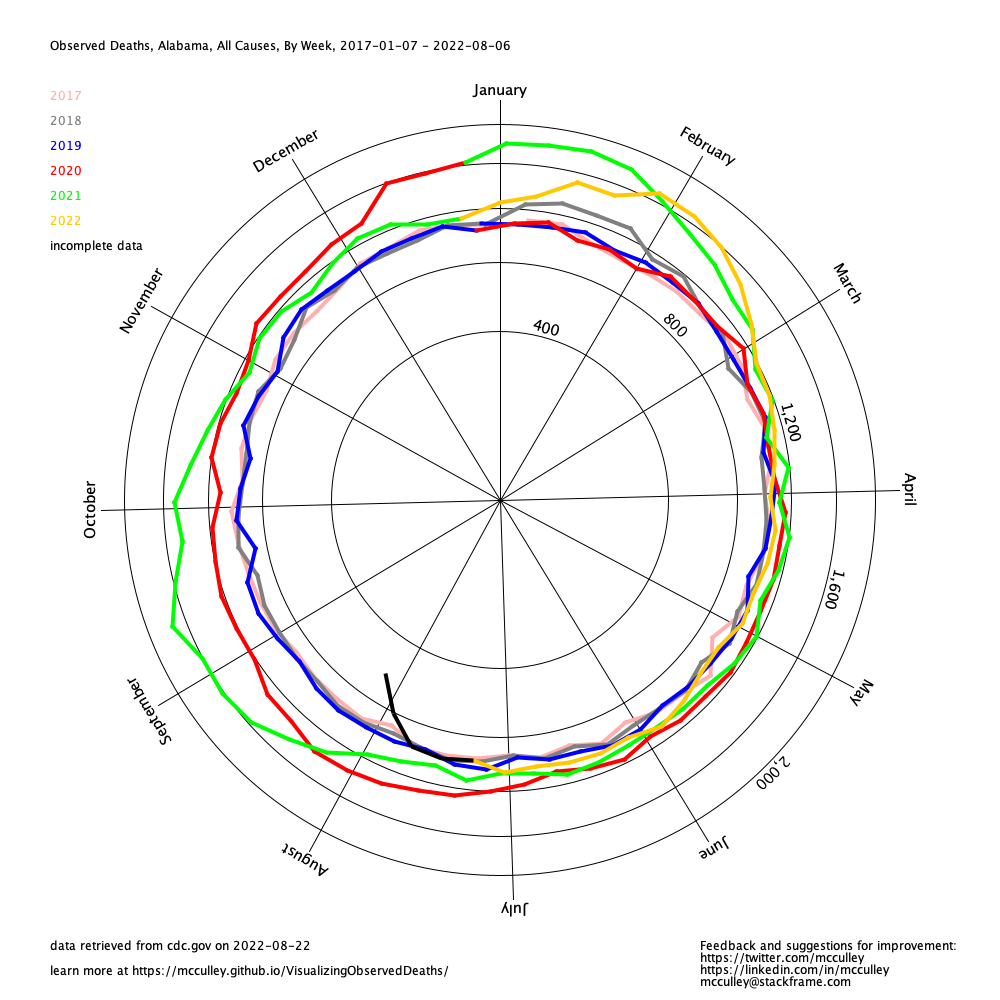 Observed Deaths, Alabama, All Causes, By Week, 2017-01-07 - 2022-08-06
January
2017
2018
2019
2020
2021
2022
incomplete data
December
February
November
March
400
800
1,200
October
April
1,600
September
May
2,000
August
June
July
data retrieved from cdc.gov on 2022-08-22
learn more at https://mcculley.github.io/VisualizingObservedDeaths/
Feedback and suggestions for improvement:
https://twitter.com/mcculley
https://linkedin.com/in/mcculley
mcculley@stackframe.com